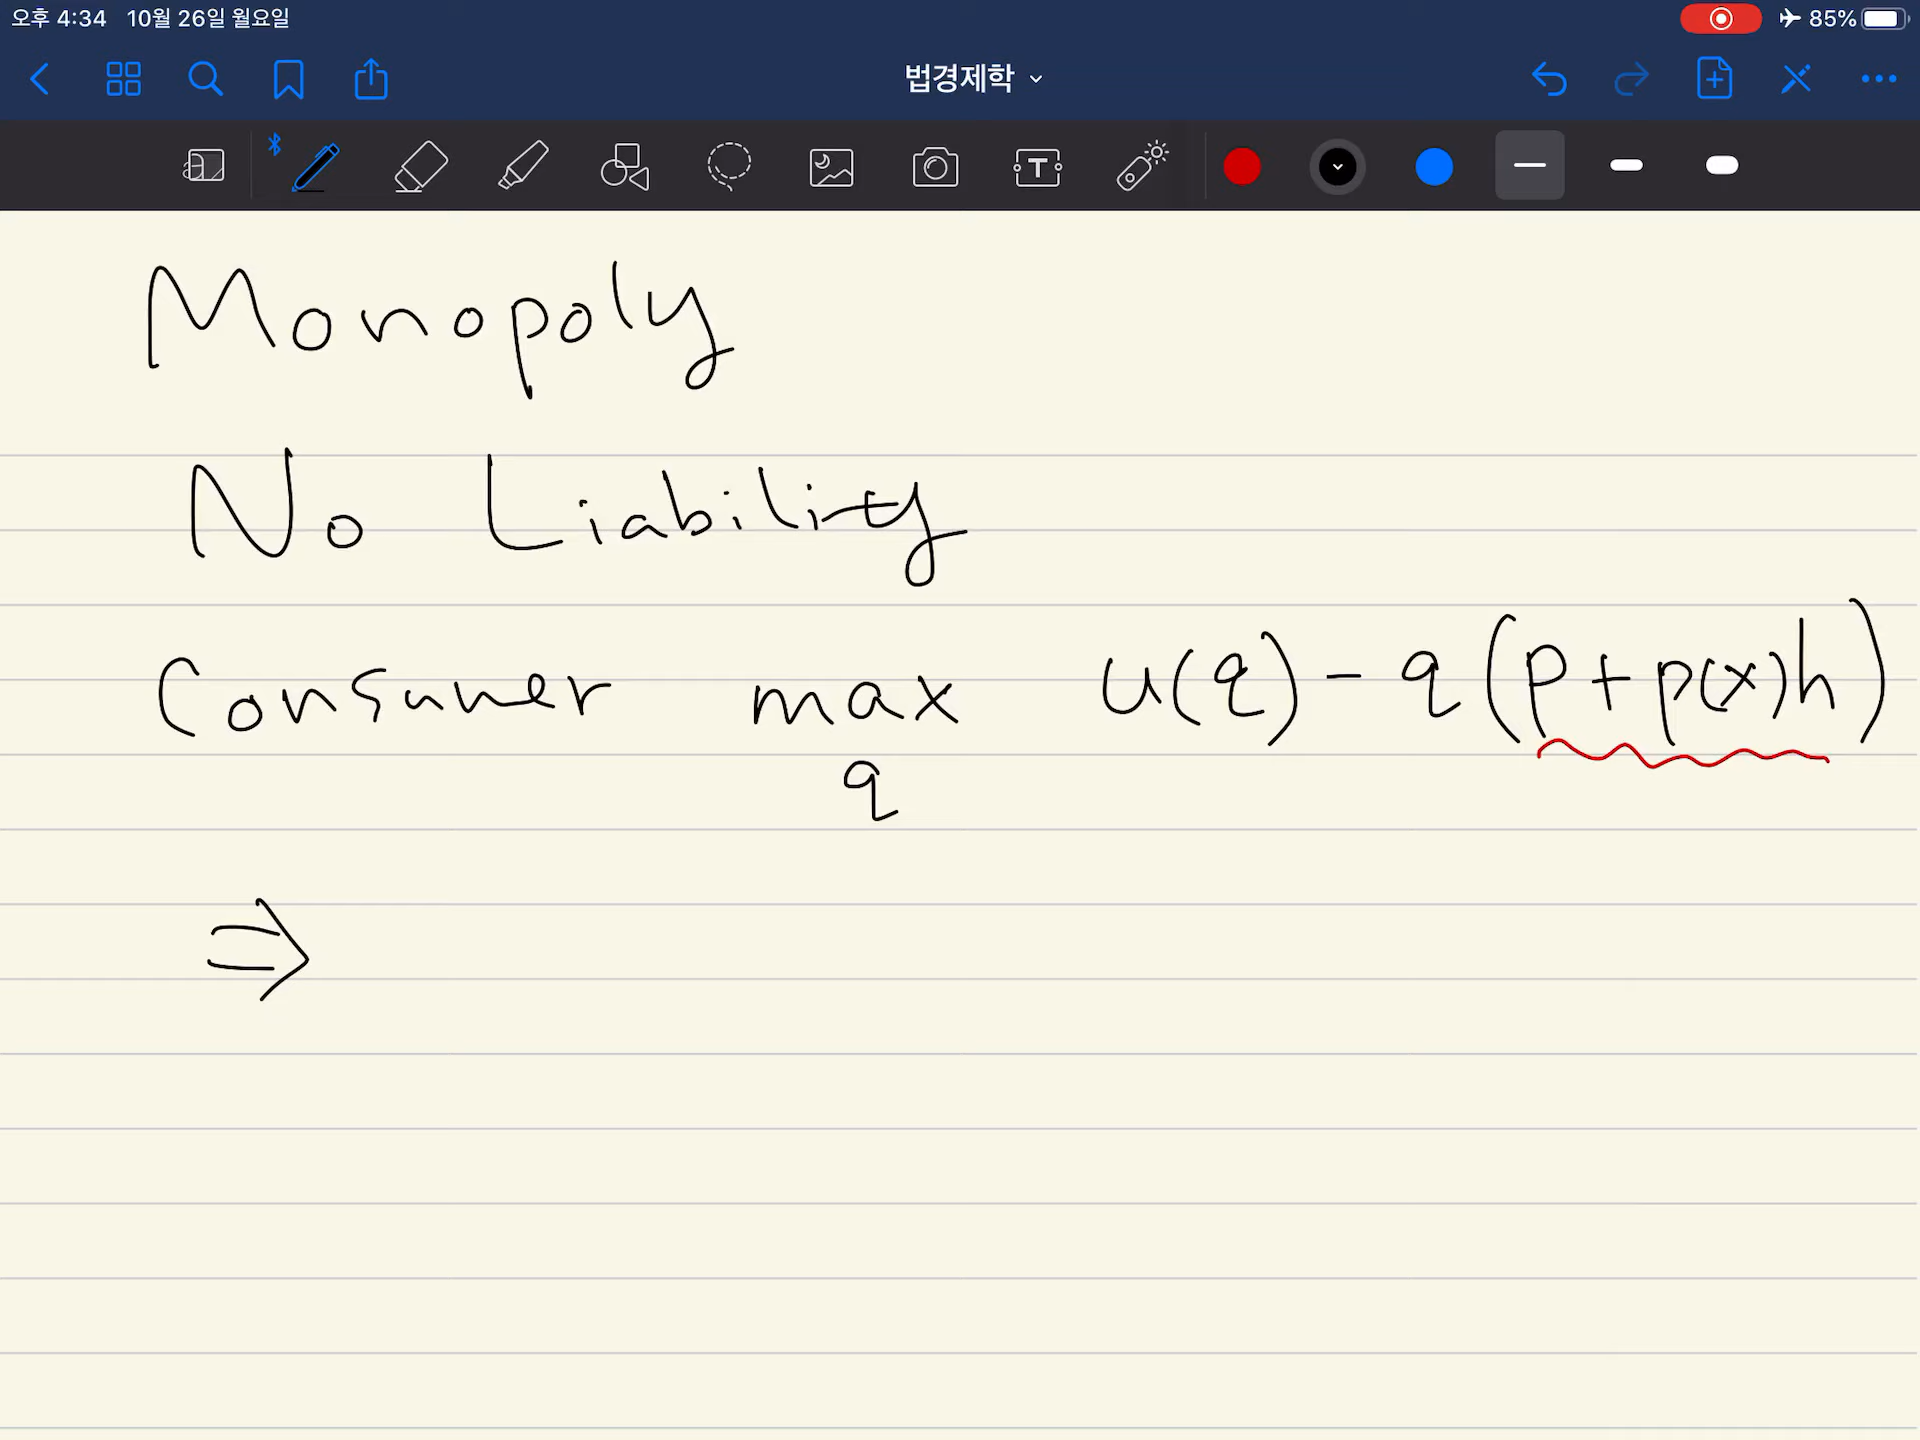 오후 4:34 10월 26일 월요일 85%
법경제학
T
Monopoly
No Liability
Consumer max u(q) - q(p+p(x)h)
q
⇒